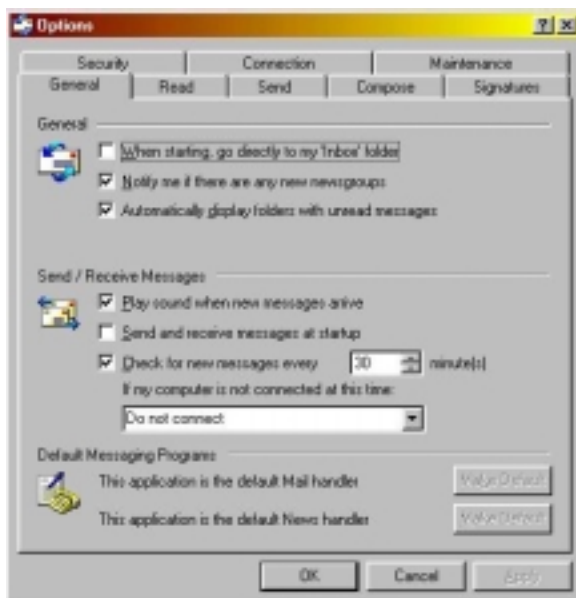 Options
Security Connection Maintenance
General Read Send Compose Signatures
General
When starting, go directly to my 'Inbox' folder
Notify me if there are any new newsgroups
Automatically display folders with unread messages
Send / Receive Messages
Play sound when new messages arrive
Send and receive messages at startup
Check for new messages every 30 minute(s)
If my computer is not connected at this time:
Do not connect
Default Messaging Programs
This application is the default Mail handler Make Default
This application is the default News handler Make Default
OK Cancel Apply